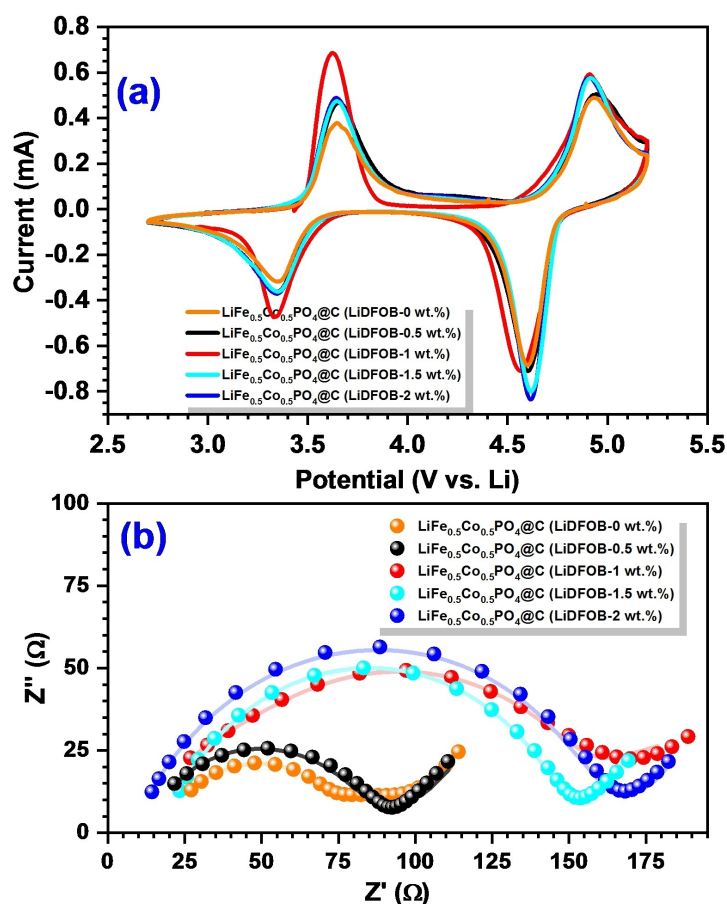 (a)
0.8
0.6
0.4
0.2
0.0
-0.2
-0.4
-0.6
-0.8
Current (mA)
LiFe0.5Co0.5PO4@C (LiDFOB-0 wt.%)
LiFe0.5Co0.5PO4@C (LiDFOB-0.5 wt.%)
LiFe0.5Co0.5PO4@C (LiDFOB-1 wt.%)
LiFe0.5Co0.5PO4@C (LiDFOB-1.5 wt.%)
LiFe0.5Co0.5PO4@C (LiDFOB-2 wt.%)
2.5 3.0 3.5 4.0 4.5 5.0 5.5
Potential (V vs. Li)
(b)
100
75
50
25
0
Z'' (Ω)
LiFe0.5Co0.5PO4@C (LiDFOB-0 wt.%)
LiFe0.5Co0.5PO4@C (LiDFOB-0.5 wt.%)
LiFe0.5Co0.5PO4@C (LiDFOB-1 wt.%)
LiFe0.5Co0.5PO4@C (LiDFOB-1.5 wt.%)
LiFe0.5Co0.5PO4@C (LiDFOB-2 wt.%)
0 25 50 75 100 125 150 175
Z' (Ω)